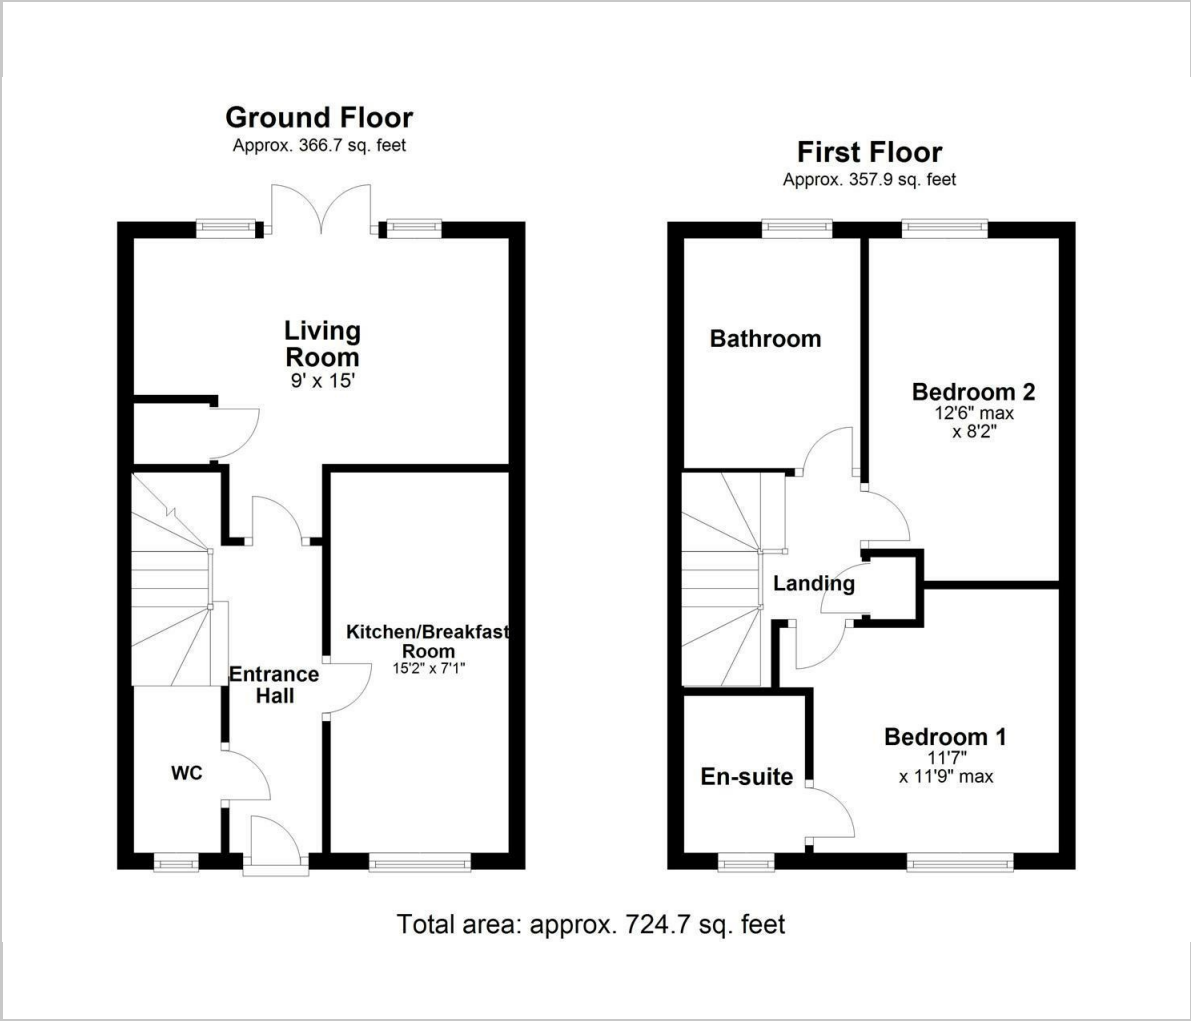 Ground Floor
Approx. 366.7 sq. feet
Living
Room
9' x 15'
Kitchen/Breakfast
Room
15'2" x 7'1"
Entrance
Hall
WC
First Floor
Approx. 357.9 sq. feet
Bathroom
Bedroom 2
12'6" max
x 8'2"
Landing
Bedroom 1
11'7"
x 11'9" max
En-suite
Total area: approx. 724.7 sq. feet